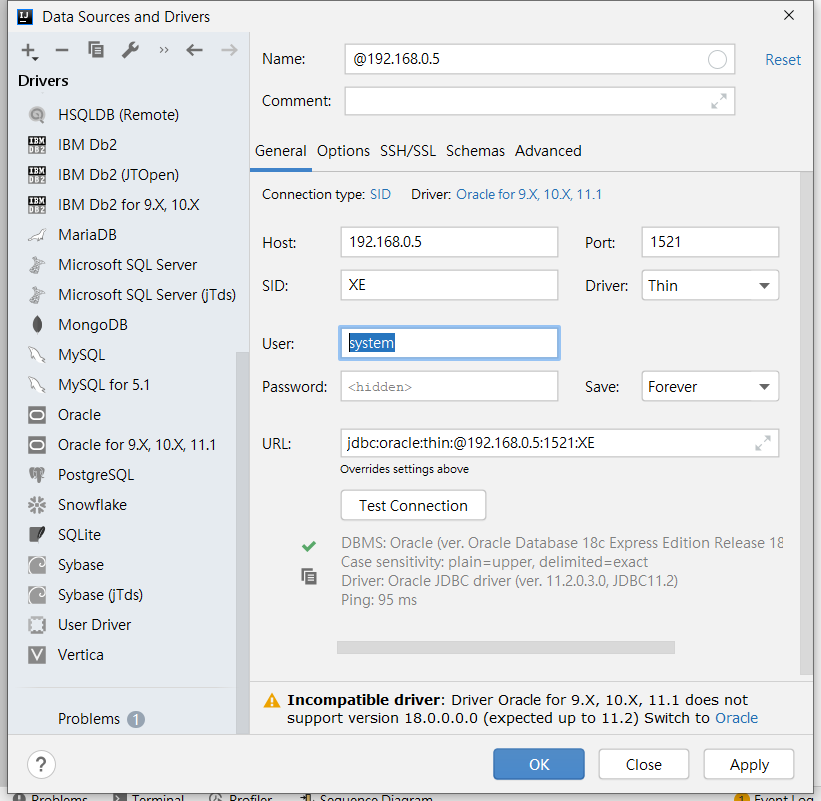 Data Sources and Drivers
Drivers
HSQLDB (Remote)
IBM Db2
IBM Db2 (JTOpen)
IBM Db2 for 9.X, 10.X
MariaDB
Microsoft SQL Server
Microsoft SQL Server (jTds)
MongoDB
MySQL
MySQL for 5.1
Oracle
Oracle for 9.X, 10.X, 11.1
PostgreSQL
Snowflake
SQLite
Sybase
Sybase (jTds)
User Driver
Vertica
Problems 1
Name: @192.168.0.5 Reset
Comment:
General Options SSH/SSL Schemas Advanced
Connection type: SID Driver: Oracle for 9.X, 10.X, 11.1
Host: 192.168.0.5 Port: 1521
SID: XE Driver: Thin
User: system
Password: <hidden> Save: Forever
URL: jdbc:oracle:thin:@192.168.0.5:1521:XE
Overrides settings above
Test Connection
DBMS: Oracle (ver. Oracle Database 18c Express Edition Release 18
Case sensitivity: plain=upper, delimited=exact
Driver: Oracle JDBC driver (ver. 11.2.0.3.0, JDBC11.2)
Ping: 95 ms
Incompatible driver: Driver Oracle for 9.X, 10.X, 11.1 does not
support version 18.0.0.0.0 (expected up to 11.2) Switch to Oracle
? OK Close Apply
Problems Terminal Profiler Sequence Diagram 1 Event Log